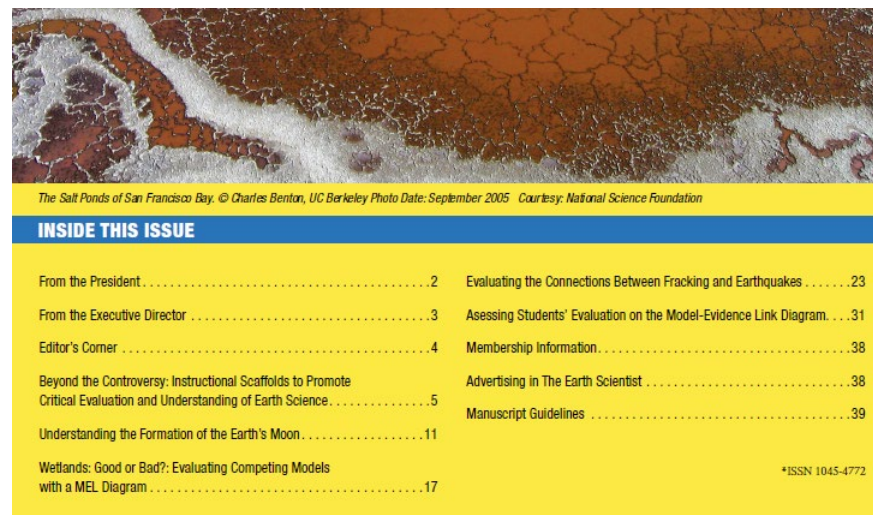 The Salt Ponds of San Francisco Bay. © Charles Benton, UC Berkeley Photo Date: September 2005 Courtesy: National Science Foundation
INSIDE THIS ISSUE
From the President . . . . . . . . . . . . . . . . . . . . . . . . . . . . . . . . . . . . . . . . . . 2
From the Executive Director . . . . . . . . . . . . . . . . . . . . . . . . . . . . . . . . . . . 3
Editor's Corner . . . . . . . . . . . . . . . . . . . . . . . . . . . . . . . . . . . . . . . . . . . . . 4
Beyond the Controversy: Instructional Scaffolds to Promote
Critical Evaluation and Understanding of Earth Science . . . . . . . . . . . . . . . 5
Understanding the Formation of the Earth's Moon . . . . . . . . . . . . . . . . . . 11
Wetlands: Good or Bad?: Evaluating Competing Models
with a MEL Diagram . . . . . . . . . . . . . . . . . . . . . . . . . . . . . . . . . . . . . . . . 17
Evaluating the Connections Between Fracking and Earthquakes . . . . . . . 23
Asessing Students' Evaluation on the Model-Evidence Link Diagram. . . . 31
Membership Information. . . . . . . . . . . . . . . . . . . . . . . . . . . . . . . . . . . . . 38
Advertising in The Earth Scientist . . . . . . . . . . . . . . . . . . . . . . . . . . . . . . 38
Manuscript Guidelines . . . . . . . . . . . . . . . . . . . . . . . . . . . . . . . . . . . . . . 39
*ISSN 1045-4772